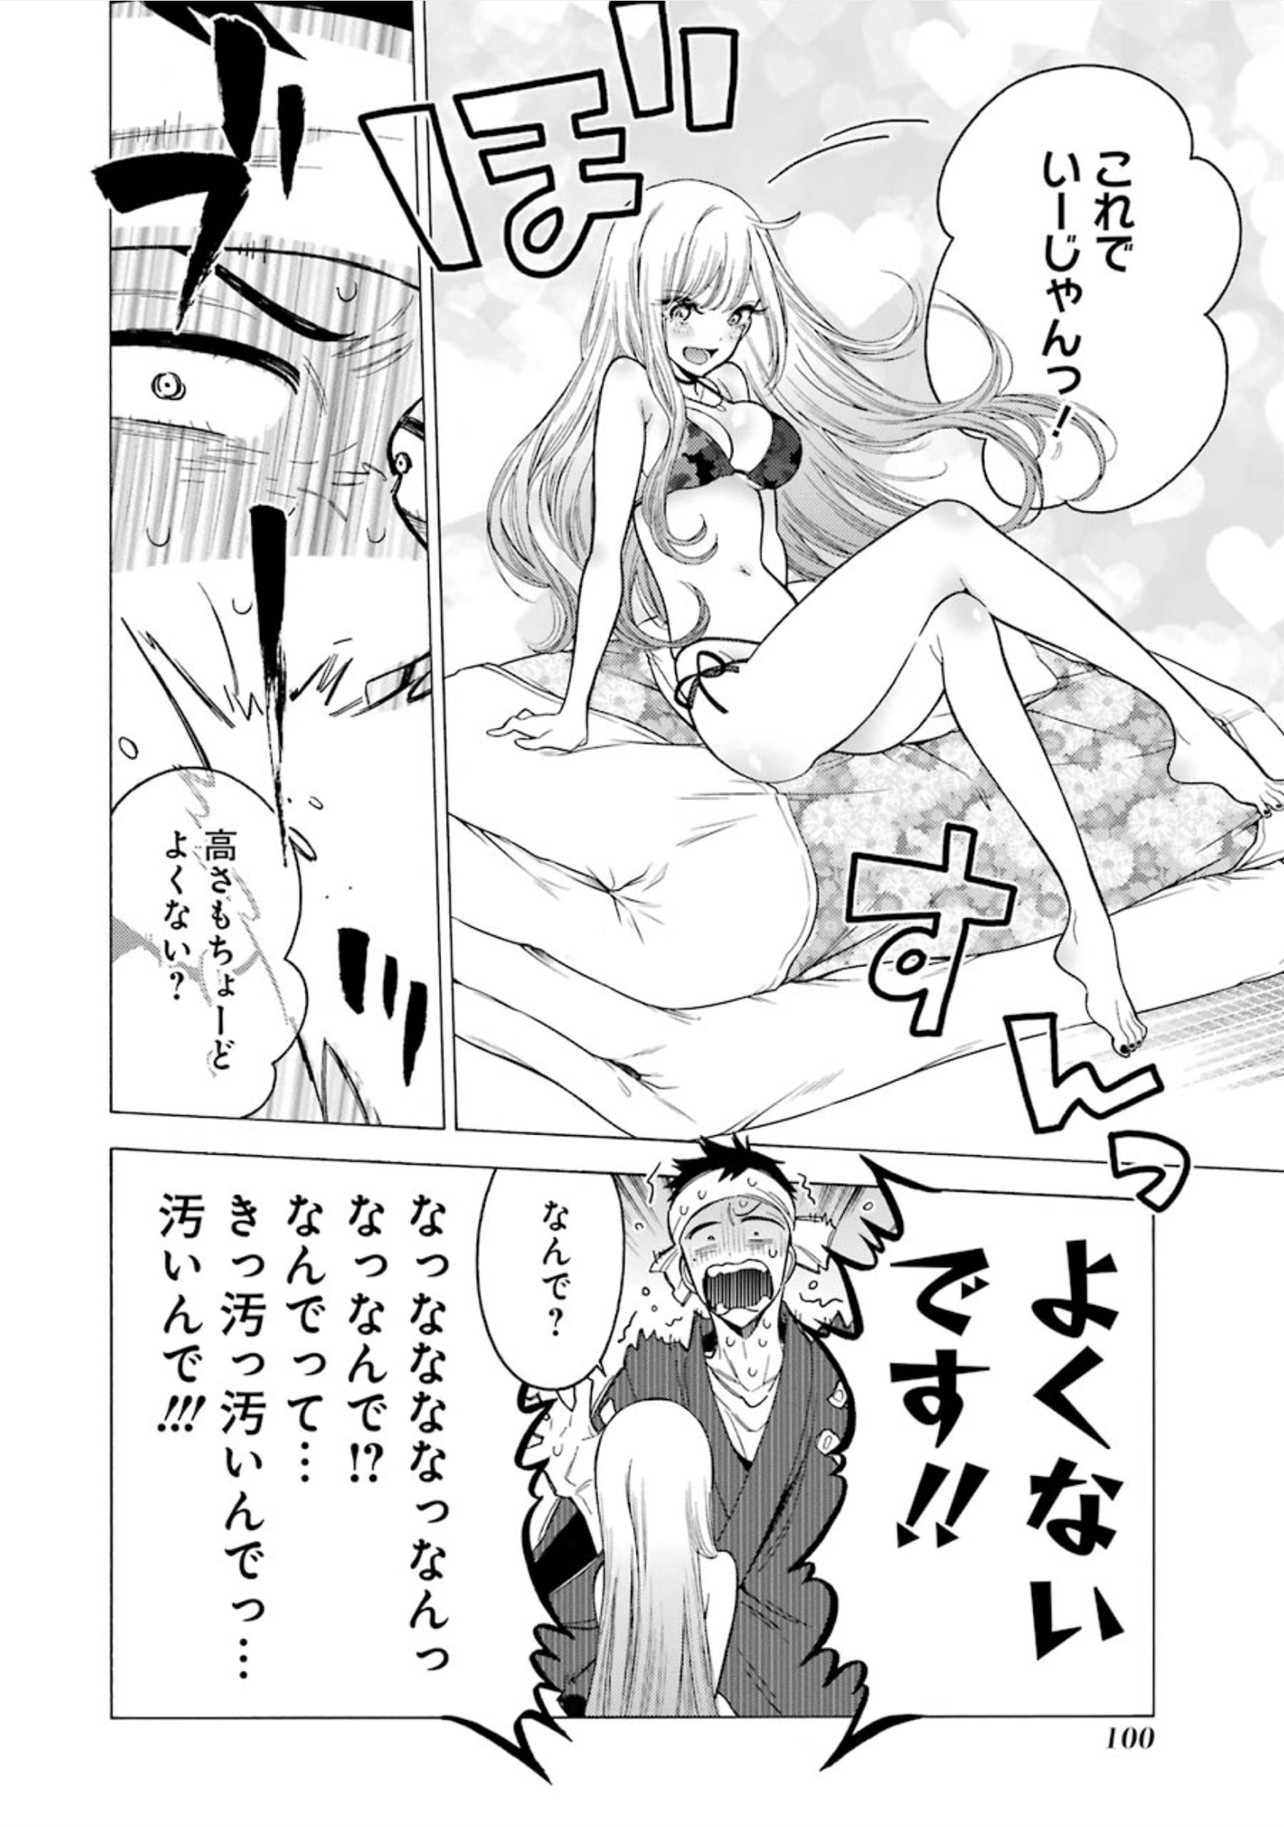 これで
いーじゃんっ!
ぼすんっ
高さもちょーど
よくない?
よくない
です!!
なんで?
なっなななななっなんっ
なっなんで!?
なんでって…
きっ汚っ汚いんでっ…
汚いんで!!!
100